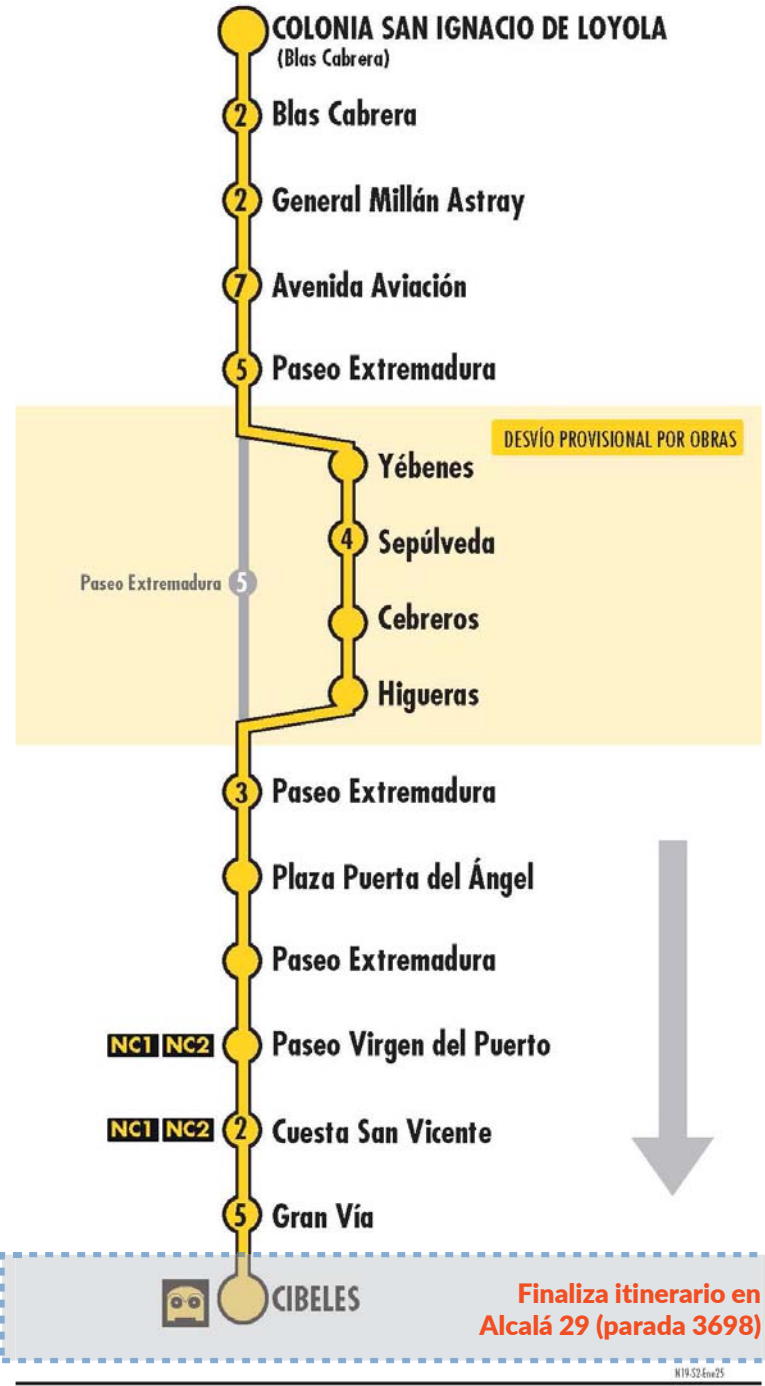 COLONIA SAN IGNACIO DE LOYOLA
(Blas Cabrera)
2 Blas Cabrera
2 General Millán Astray
7 Avenida Aviación
5 Paseo Extremadura
DESVÍO PROVISIONAL POR OBRAS
Yébenes
4 Sepúlveda
Paseo Extremadura 5
Cebreros
Higueras
3 Paseo Extremadura
Plaza Puerta del Ángel
Paseo Extremadura
NC1 NC2 Paseo Virgen del Puerto
NC1 NC2 2 Cuesta San Vicente
5 Gran Vía
CIBELES
Finaliza itinerario en
Alcalá 29 (parada 3698)
N19-S2-Ene25